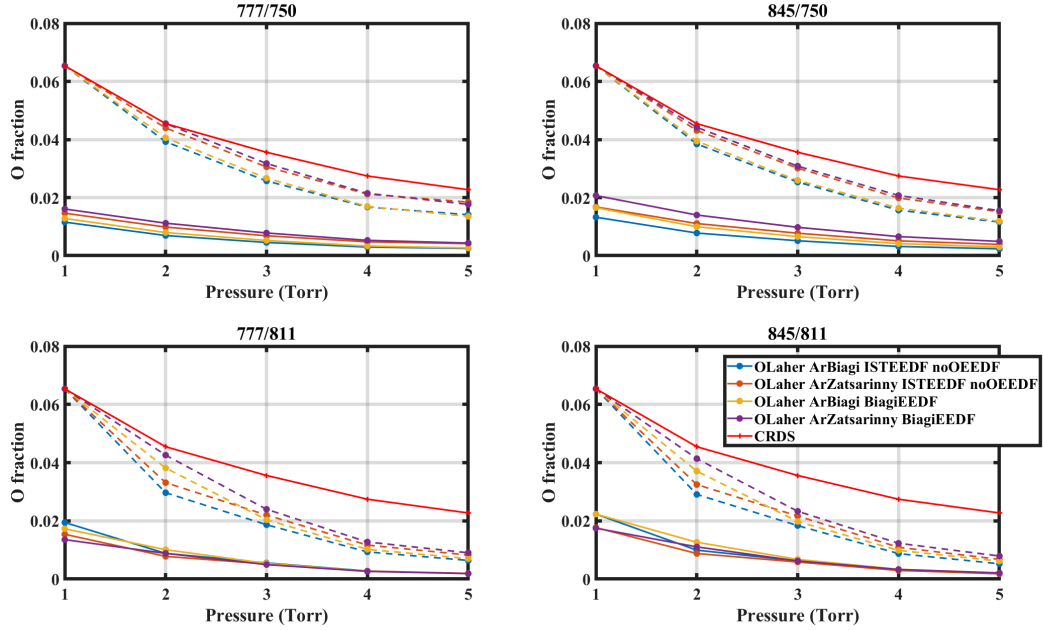 777/750
0.08
0.06
0.04
0.02
0
O fraction
1 2 3 4 5
Pressure (Torr)
845/750
0.08
0.06
0.04
0.02
0
O fraction
1 2 3 4 5
Pressure (Torr)
777/811
0.08
0.06
0.04
0.02
0
O fraction
1 2 3 4 5
Pressure (Torr)
845/811
0.08
0.06
0.04
0.02
0
O fraction
OLaher ArBiagi ISTEEDF noOEEDF
OLaher ArZatsarinny ISTEEDF noOEEDF
OLaher ArBiagi BiagiEEDF
OLaher ArZatsarinny BiagiEEDF
CRDS
1 2 3 4 5
Pressure (Torr)